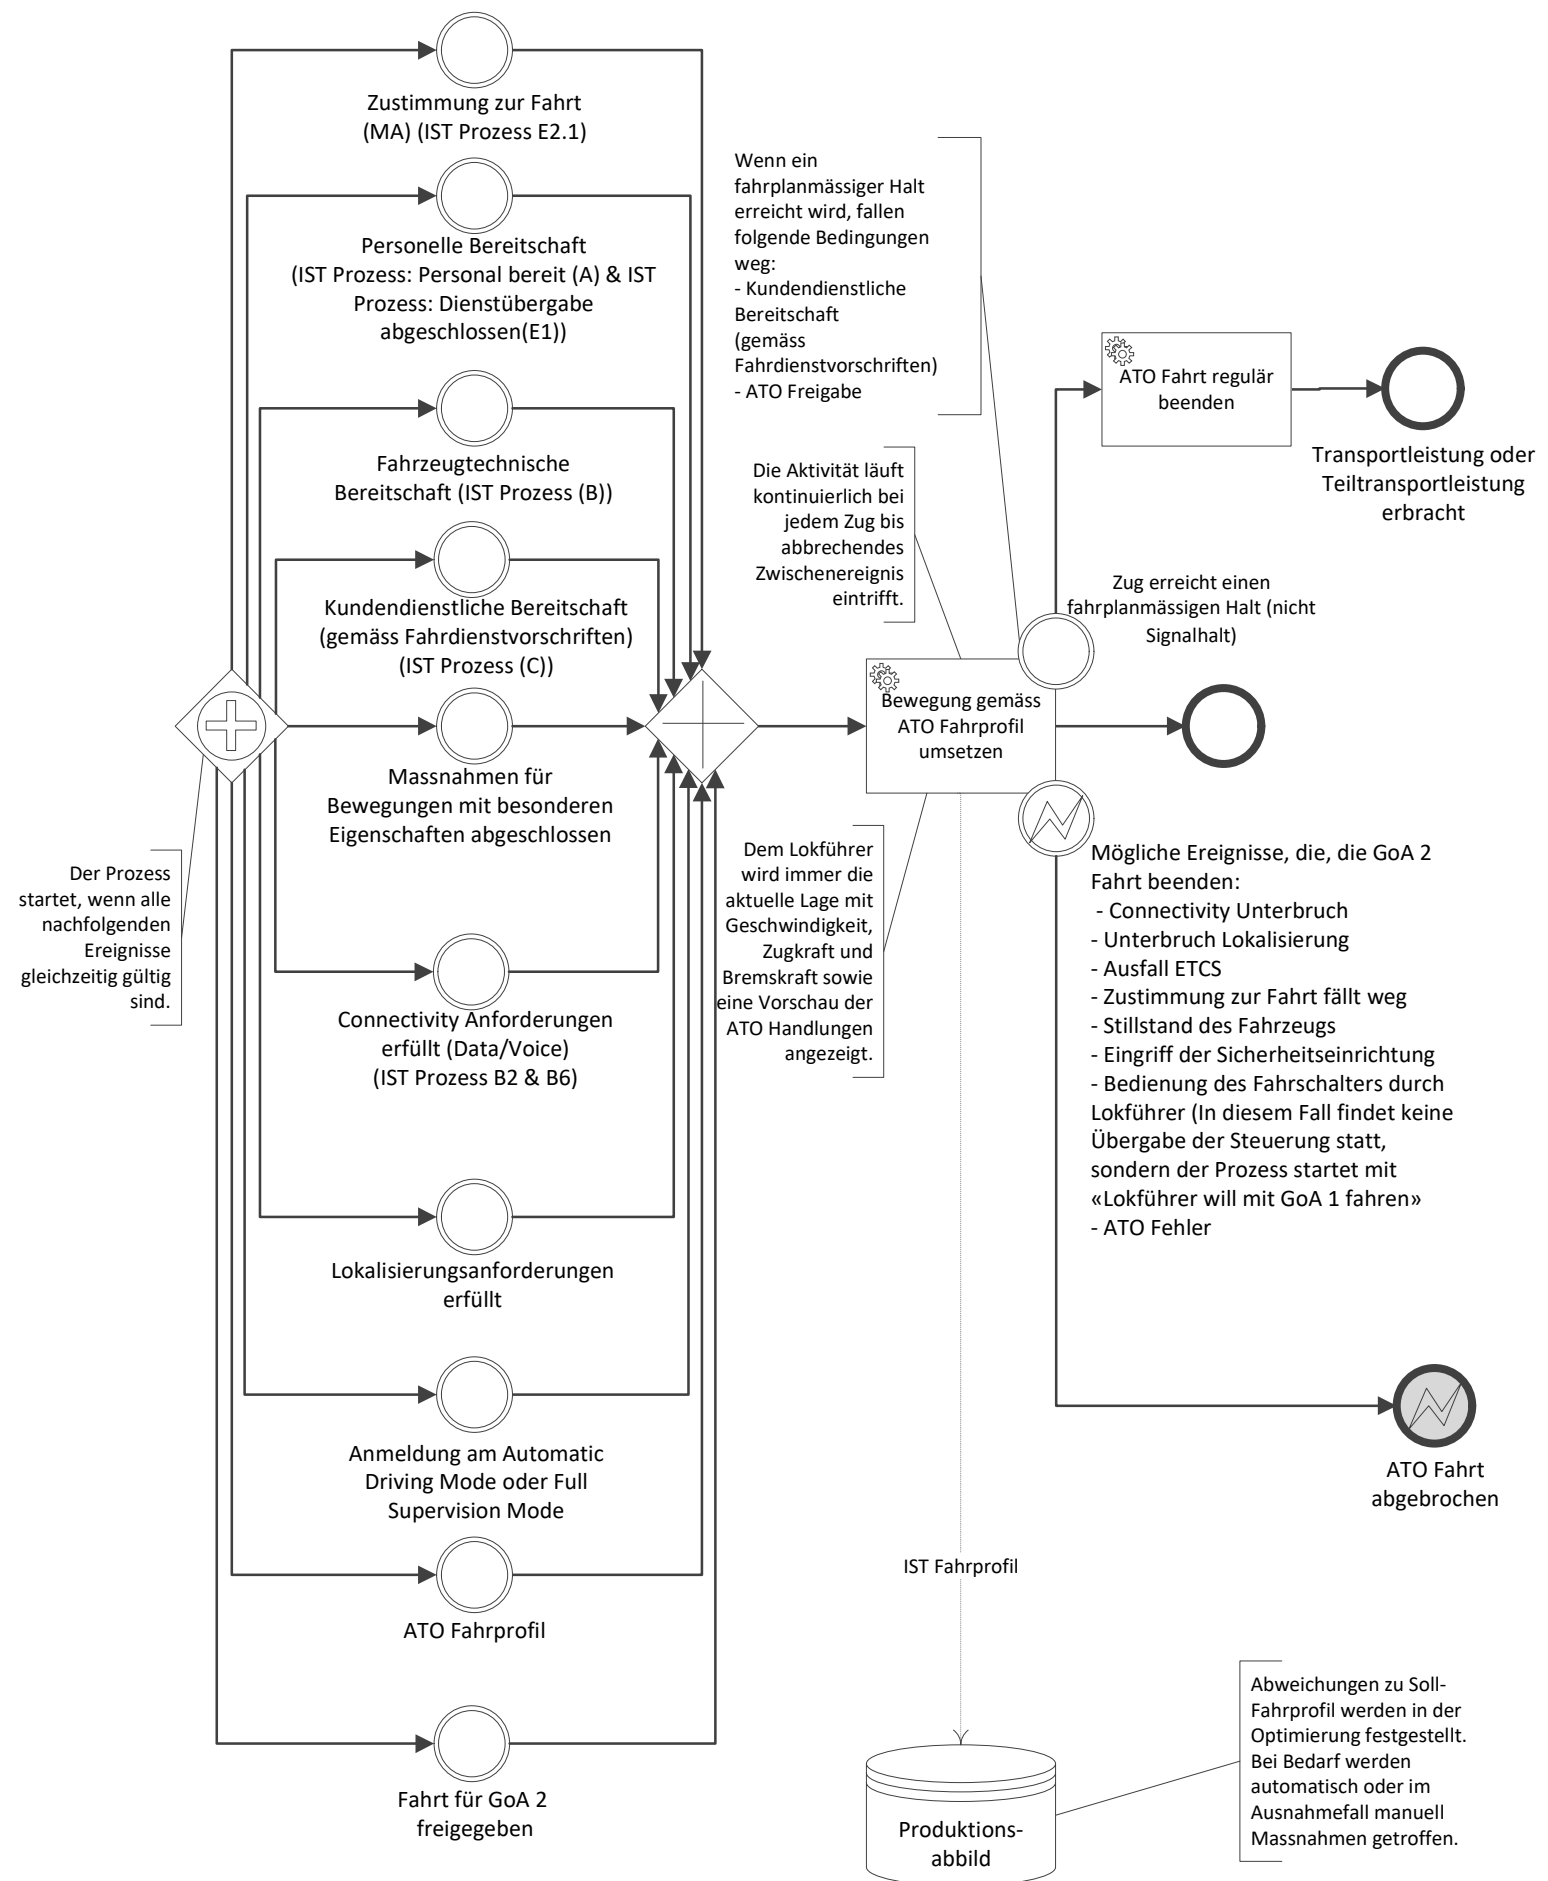 Zustimmung zur Fahrt
(MA) (IST Prozess E2.1)
Personelle Bereitschaft
(IST Prozess: Personal bereit (A) & IST
Prozess: Dienstübergabe
abgeschlossen(E1))
Fahrzeugtechnische
Bereitschaft (IST Prozess (B))
Kundendienstliche Bereitschaft
(gemäss Fahrdienstvorschriften)
(IST Prozess (C))
Massnahmen für
Bewegungen mit besonderen
Eigenschaften abgeschlossen
Der Prozess
startet, wenn alle
nachfolgenden
Ereignisse
gleichzeitig gültig
sind.
Connectivity Anforderungen
erfüllt (Data/Voice)
(IST Prozess B2 & B6)
Lokalisierungsanforderungen
erfüllt
Anmeldung am Automatic
Driving Mode oder Full
Supervision Mode
ATO Fahrprofil
Fahrt für GoA 2
freigegeben
Wenn ein
fahrplanmässiger Halt
erreicht wird, fallen
folgende Bedingungen
weg:
- Kundendienstliche
Bereitschaft
(gemäss
Fahrdienstvorschriften)
- ATO Freigabe
Die Aktivität läuft
kontinuierlich bei
jedem Zug bis
abbrechendes
Zwischenereignis
eintrifft.
Bewegung gemäss
ATO Fahrprofil
umsetzen
Dem Lokführer
wird immer die
aktuelle Lage mit
Geschwindigkeit,
Zugkraft und
Bremskraft sowie
eine Vorschau der
ATO Handlungen
angezeigt.
ATO Fahrt regulär
beenden
Transportleistung oder
Teiltransportleistung
erbracht
Zug erreicht einen
fahrplanmässigen Halt (nicht
Signalhalt)
Mögliche Ereignisse, die, die GoA 2
Fahrt beenden:
- Connectivity Unterbruch
- Unterbruch Lokalisierung
- Ausfall ETCS
- Zustimmung zur Fahrt fällt weg
- Stillstand des Fahrzeugs
- Eingriff der Sicherheitseinrichtung
- Bedienung des Fahrschalters durch
Lokführer (In diesem Fall findet keine
Übergabe der Steuerung statt,
sondern der Prozess startet mit
«Lokführer will mit GoA 1 fahren»
- ATO Fehler
ATO Fahrt
abgebrochen
IST Fahrprofil
Produktions-
abbild
Abweichungen zu Soll-
Fahrprofil werden in der
Optimierung festgestellt.
Bei Bedarf werden
automatisch oder im
Ausnahmefall manuell
Massnahmen getroffen.